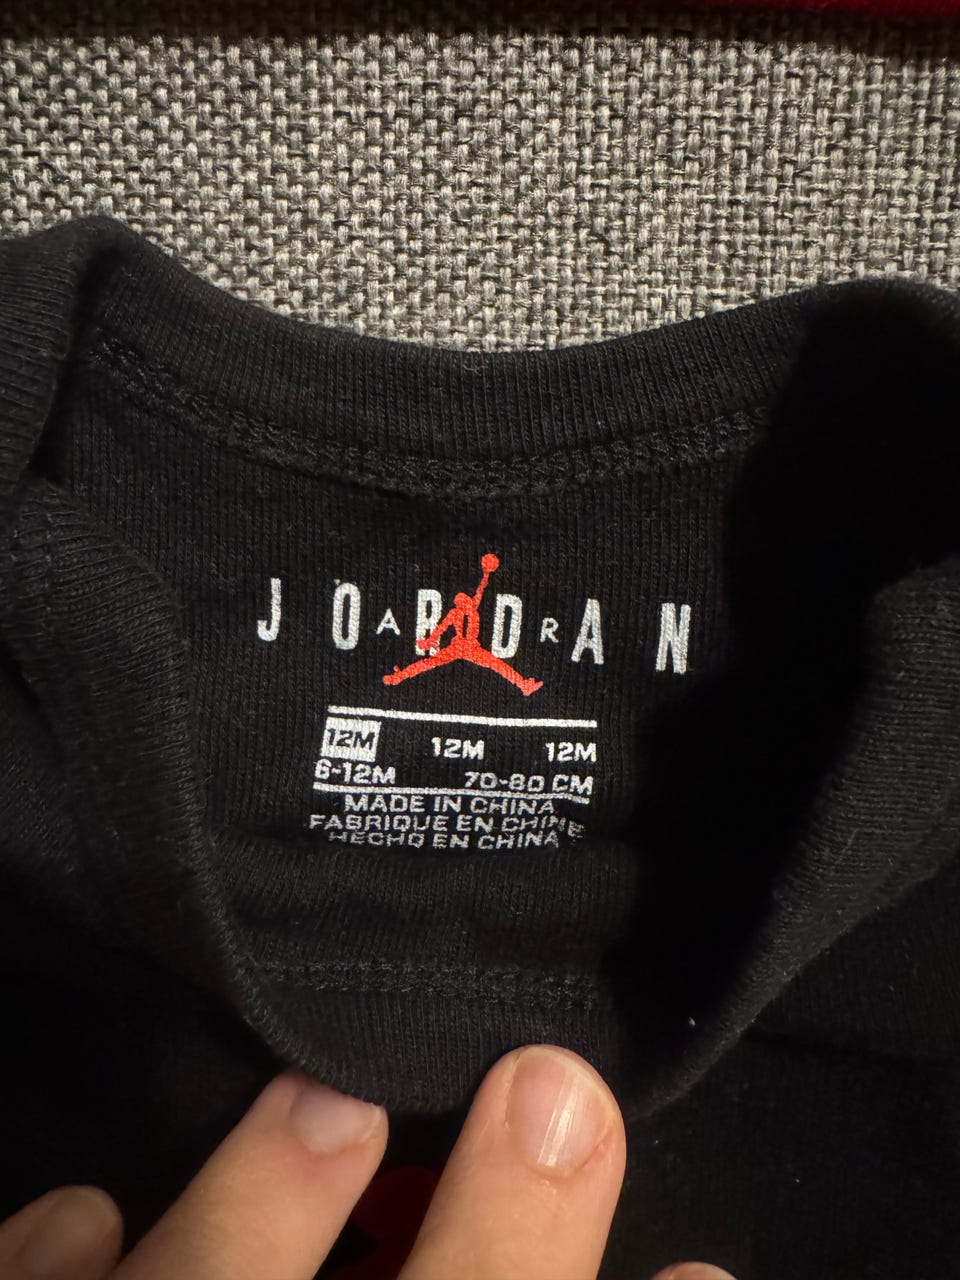 JORDAN
AIR
12M 12M 12M
6-12M 70-80 CM
MADE IN CHINA
FABRIQUE EN CHINE
HECHO EN CHINA